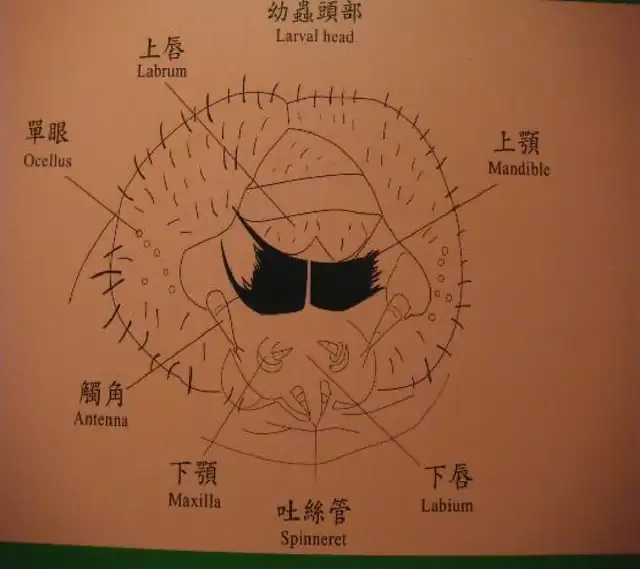 幼蟲頭部
Larval head
上唇
Labrum
單眼
Ocellus
上顎
Mandible
觸角
Antenna
下顎
Maxilla
吐絲管
Spinneret
下唇
Labium